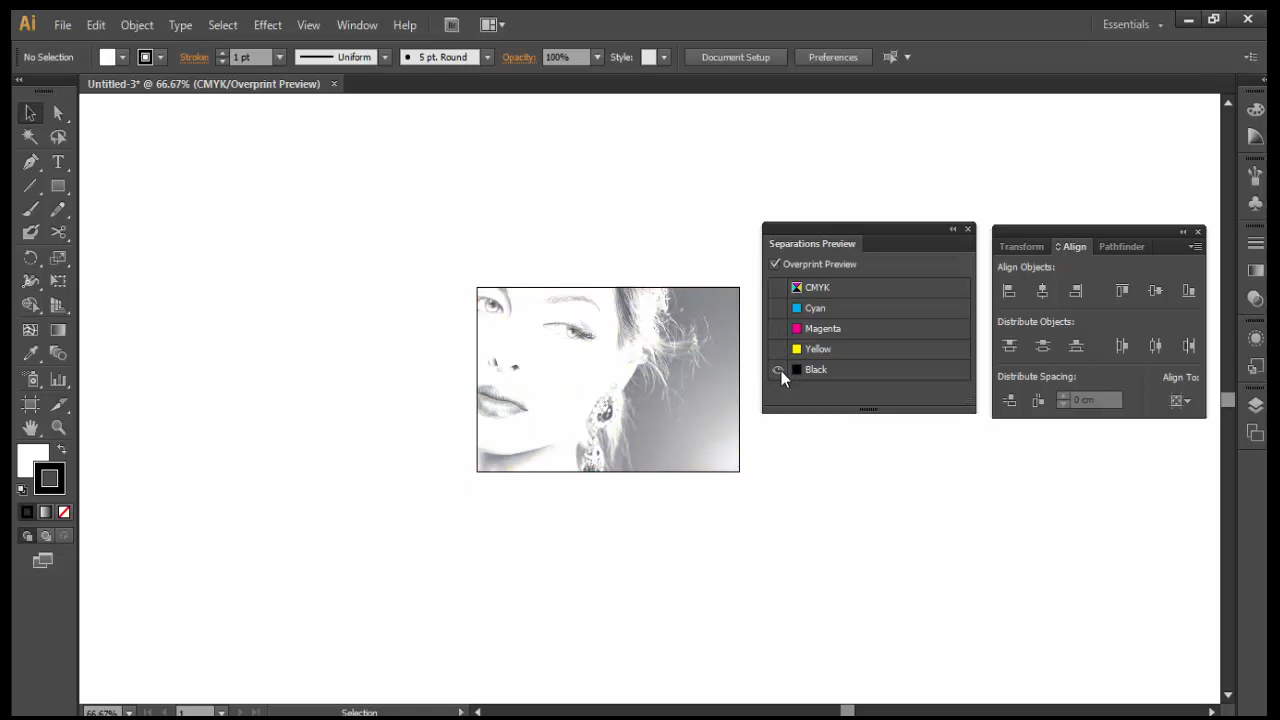 Ai File Edit Object Type Select Effect View Window Help Br Essentials
No Selection Stroke: 1 pt Uniform 5 pt. Round Opacity: 100% Style: Document Setup Preferences
Untitled-3* @ 66.67% (CMYK/Overprint Preview)
Separations Preview
Overprint Preview
CMYK
Cyan
Magenta
Yellow
Black
Transform Align Pathfinder
Align Objects:
Distribute Objects:
Distribute Spacing: Align To:
0 cm
66.67% 1 Selection